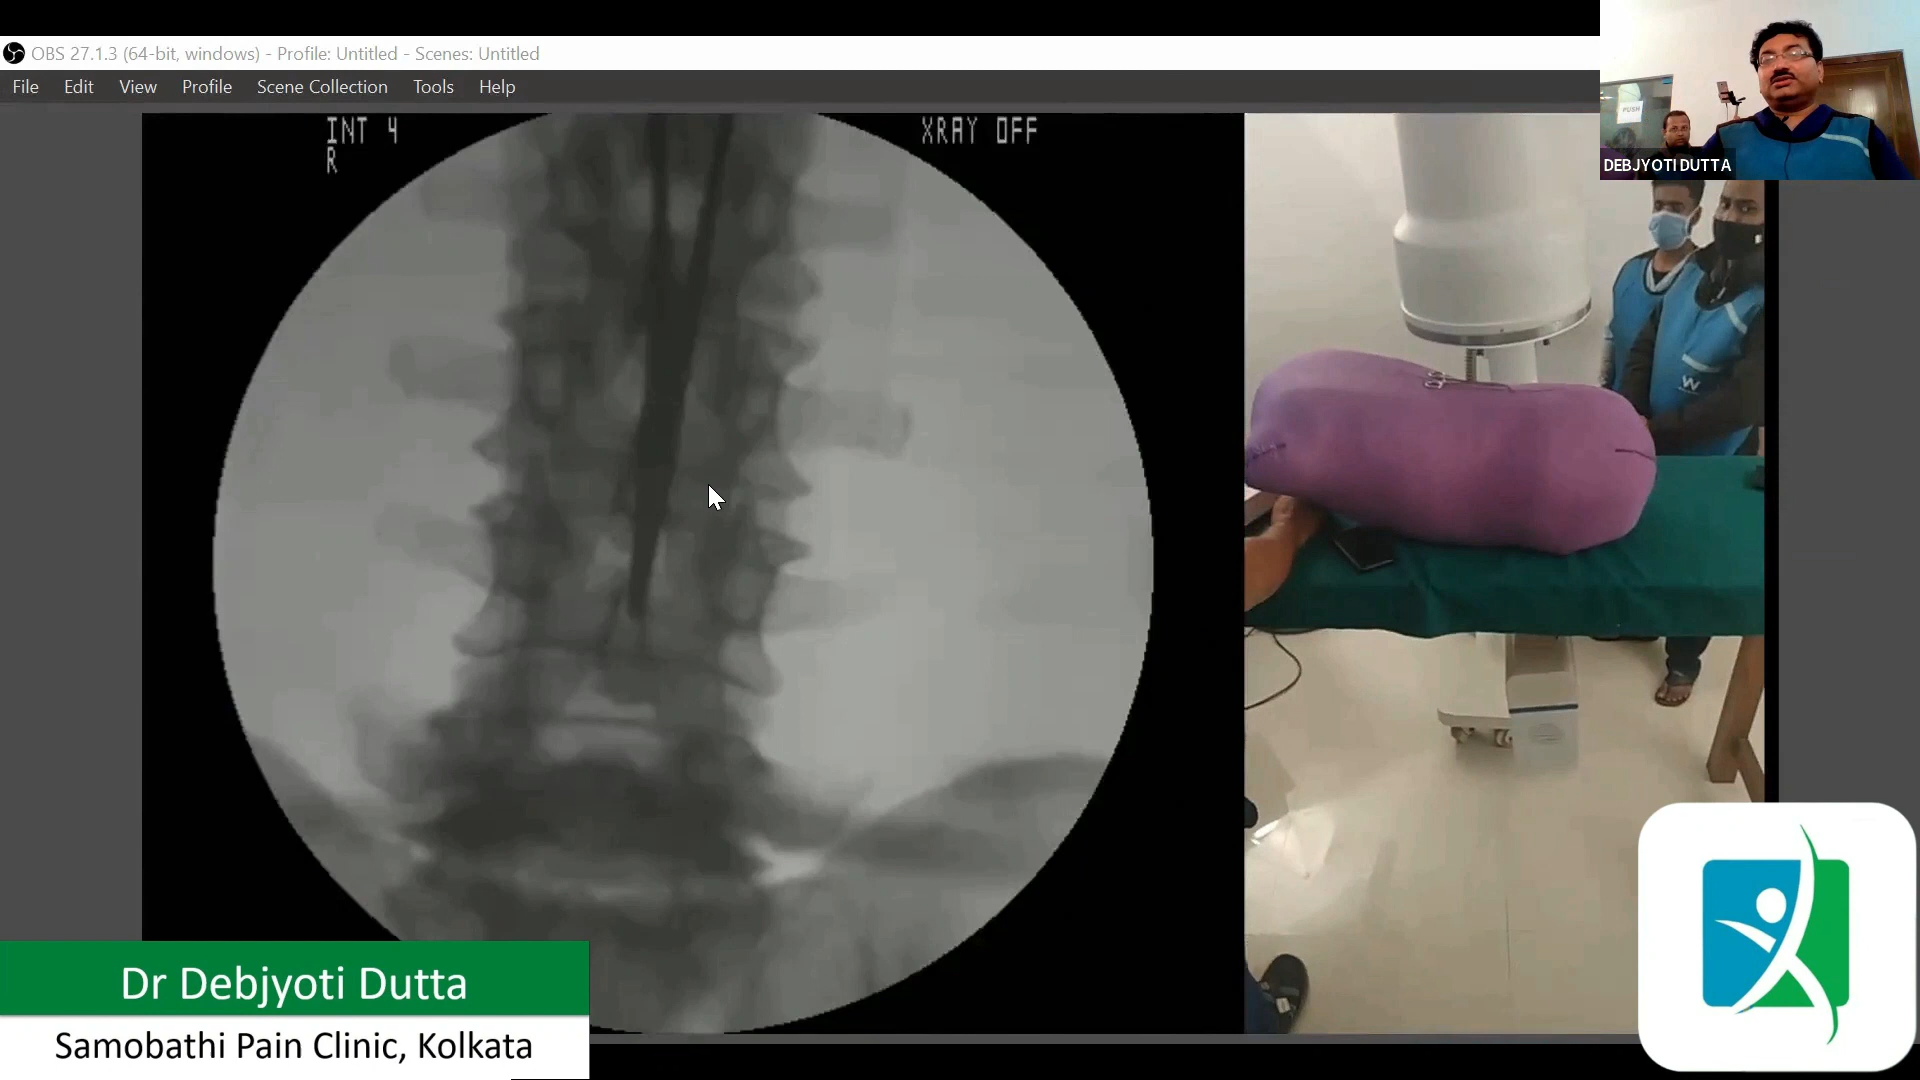 OBS 27.1.3 (64-bit, windows) - Profile: Untitled - Scenes: Untitled
File Edit View Profile Scene Collection Tools Help
INT 4
R
XRAY OFF
PUSH
DEBJYOTI DUTTA
W
Dr Debjyoti Dutta
Samobathi Pain Clinic, Kolkata